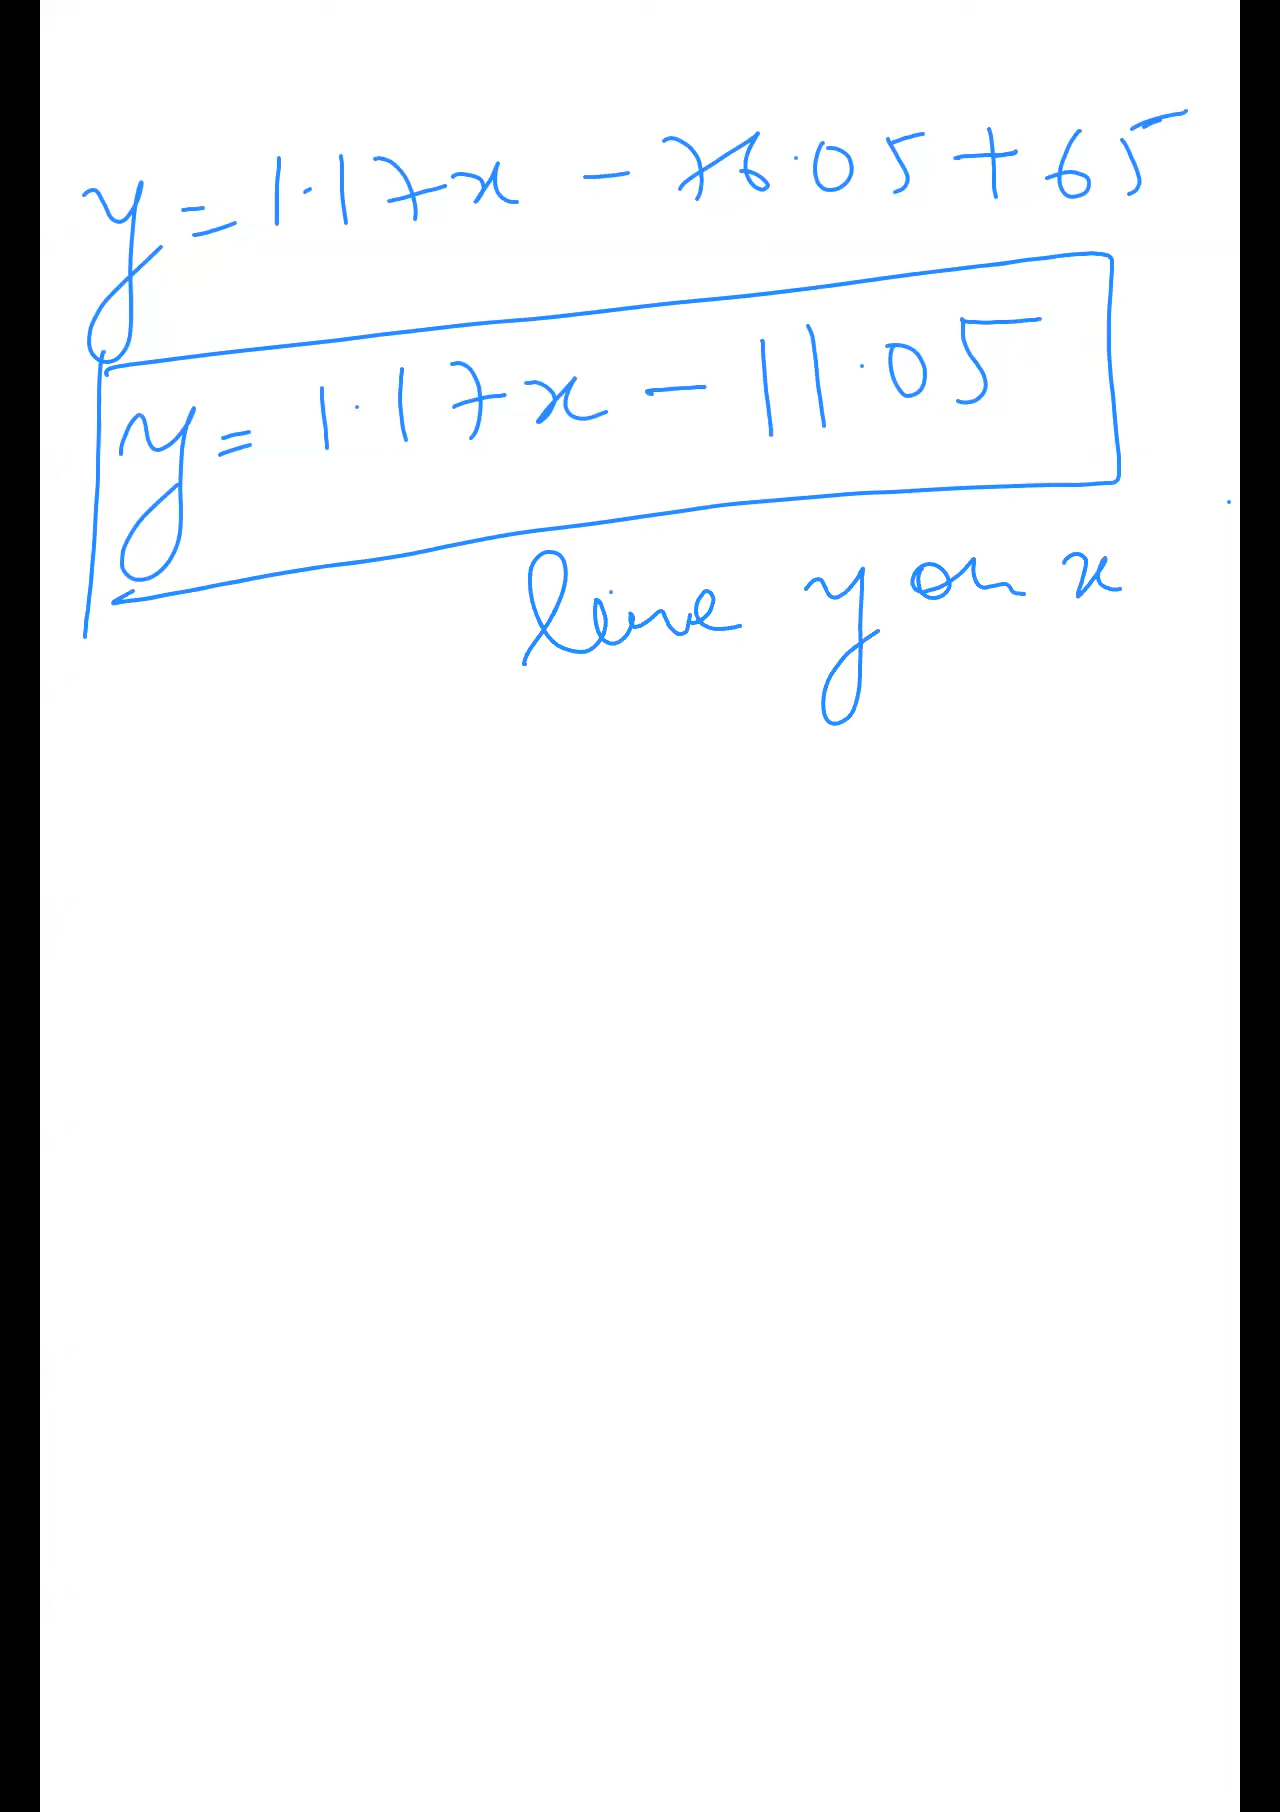 y = 1.17x - 76.05 + 65
y = 1.17x - 11.05
line y on x